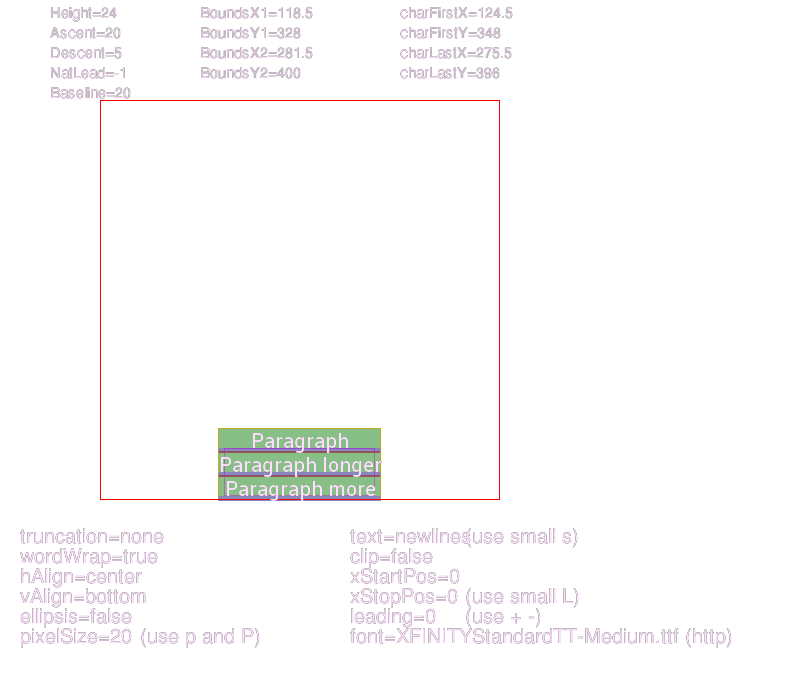 Height=24 BoundsX1=118.5 charFirstX=124.5
Ascent=20 BoundsY1=328 charFirstY=348
Descent=5 BoundsX2=281.5 charLastX=275.5
NatLead=-1 BoundsY2=400 charLastY=396
Baseline=20
Paragraph
Paragraph longer
Paragraph more
truncation=none text=newlines(use small s)
wordWrap=true clip=false
hAlign=center xStartPos=0
vAlign=bottom xStopPos=0 (use small L)
ellipsis=false leading=0 (use + -)
pixelSize=20 (use p and P) font=XFINITYStandardTT-Medium.ttf (http)